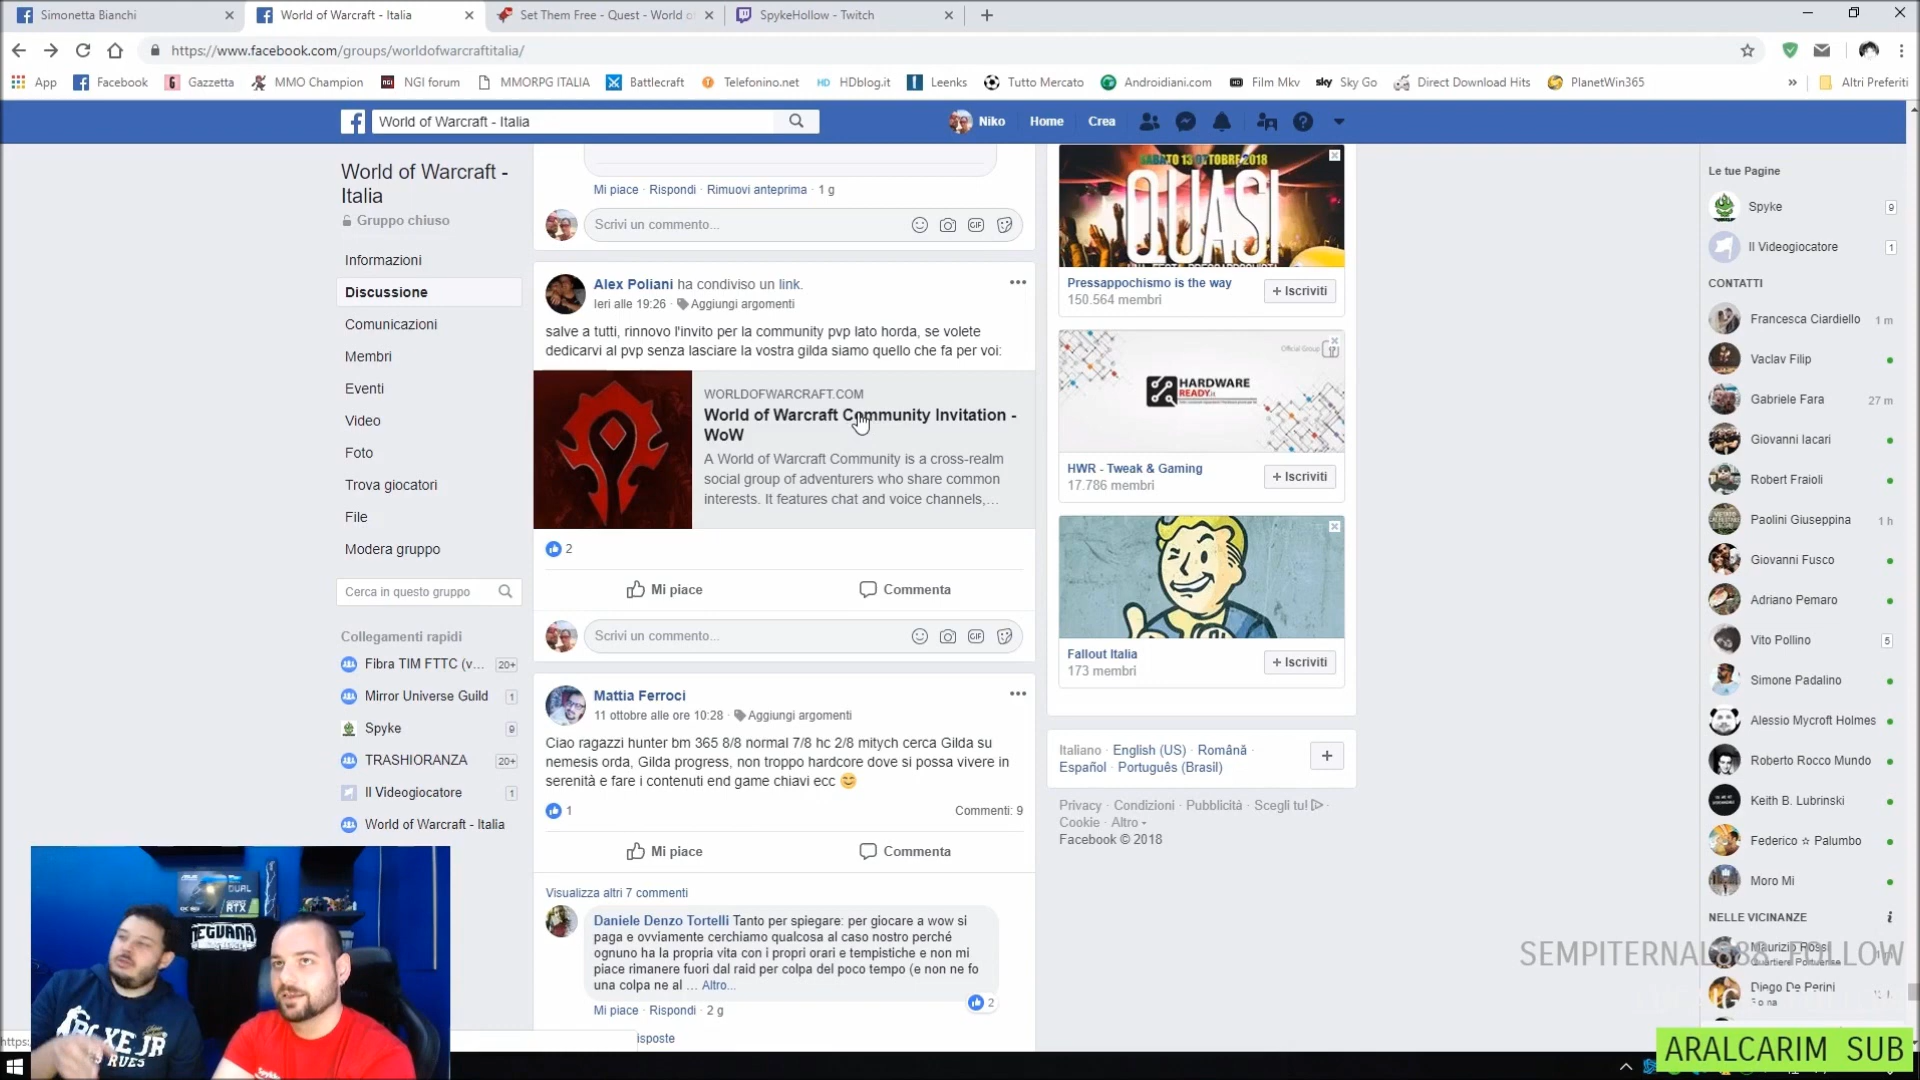 Simonetta Bianchi
World of Warcraft - Italia
Set Them Free - Quest - World o
SpykeHollow - Twitch
https://www.facebook.com/groups/worldofwarcraftitalia/
App
Facebook
Gazzetta
MMO Champion
NGI forum
MMORPG ITALIA
Battlecraft
Telefonino.net
HDblog.it
Leenks
Tutto Mercato
Androidiani.com
Film Mkv
sky Sky Go
Direct Download Hits
PlanetWin365
»
Altri Preferiti
World of Warcraft - Italia
Niko
Home
Crea
World of Warcraft -
Italia
Gruppo chiuso
Informazioni
Discussione
Comunicazioni
Membri
Eventi
Video
Foto
Trova giocatori
File
Modera gruppo
Cerca in questo gruppo
Collegamenti rapidi
Fibra TIM FTTC (v... 20+
Mirror Universe Guild 1
Spyke 9
TRASHIORANZA 20+
Il Videogiocatore 1
World of Warcraft - Italia
Mi piace · Rispondi · Rimuovi anteprima · 1 g
Scrivi un commento...
GIF
Alex Poliani ha condiviso un link.
Ieri alle 19:26 · Aggiungi argomenti
salve a tutti, rinnovo l'invito per la community pvp lato horda, se volete
dedicarvi al pvp senza lasciare la vostra gilda siamo quello che fa per voi:
WORLDOFWARCRAFT.COM
World of Warcraft Community Invitation -
WoW
A World of Warcraft Community is a cross-realm
social group of adventurers who share common
interests. It features chat and voice channels,...
2
Mi piace
Commenta
Scrivi un commento...
GIF
Mattia Ferroci
11 ottobre alle ore 10:28 · Aggiungi argomenti
Ciao ragazzi hunter bm 365 8/8 normal 7/8 hc 2/8 mitych cerca Gilda su
nemesis orda, Gilda progress, non troppo hardcore dove si possa vivere in
serenità e fare i contenuti end game chiavi ecc 😊
1
Commenti: 9
Mi piace
Commenta
Visualizza altri 7 commenti
Daniele Denzo Tortelli Tanto per spiegare: per giocare a wow si
paga e ovviamente cerchiamo qualcosa al caso nostro perché
ognuno ha la propria vita con i propri orari e tempistiche e non mi
piace rimanere fuori dal raid per colpa del poco tempo (e non ne fo
una colpa ne al ... Altro...
2
Mi piace · Rispondi · 2 g
isposte
https:
SABATO 13 OTTOBRE 2018
QUASI
Pressappochismo is the way
150.564 membri
+ Iscriviti
Official Group
HARDWARE
READY.it
HWR - Tweak & Gaming
17.786 membri
+ Iscriviti
Fallout Italia
173 membri
+ Iscriviti
Italiano · English (US) · Română ·
Español · Português (Brasil)
+
Privacy · Condizioni · Pubblicità · Scegli tu! ·
Cookie · Altro
Facebook © 2018
Le tue Pagine
Spyke 9
Il Videogiocatore 1
CONTATTI
Francesca Ciardiello 1 m
Vaclav Filip
Gabriele Fara 27 m
Giovanni Iacari
Robert Fraioli
Paolini Giuseppina 1 h
Giovanni Fusco
Adriano Pemaro
Vito Pollino 5
Simone Padalino
Alessio Mycroft Holmes
Roberto Rocco Mundo
Keith B. Lubrinski
Federico ☆ Palumbo
Moro Mi
NELLE VICINANZE
Maurizio Rossi
Diego De Perini
FOLLOW
ARALCARIM SUB
DUAL
RTX
JR
RUES